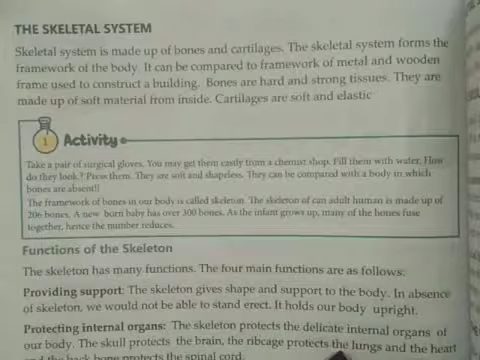 THE SKELETAL SYSTEM
Skeletal system is made up of bones and cartilages. The skeletal system forms the
framework of the body. It can be compared to framework of metal and wooden
frame used to construct a building. Bones are hard and strong tissues. They are
made up of soft material from inside. Cartilages are soft and elastic
1 Activity
Take a pair of surgical gloves. You may get them easily from a chemist shop. Fill them with water. How
do they look? Press them. They are soft and shapeless. They can be compared with a body in which
bones are absent!!
The framework of bones in our body is called skeleton. The skeleton of can adult human is made up of
206 bones. A new born baby has over 300 bones. As the infant grows up, many of the bones fuse
together, hence the number reduces.
Functions of the Skeleton
The skeleton has many functions. The four main functions are as follows:
Providing support: The skeleton gives shape and support to the body. In absence
of skeleton, we would not be able to stand erect. It holds our body upright.
Protecting internal organs: The skeleton protects the delicate internal organs of
our body. The skull protects the brain, the ribcage protects the lungs and the heart
and the back bone protects the spinal cord.